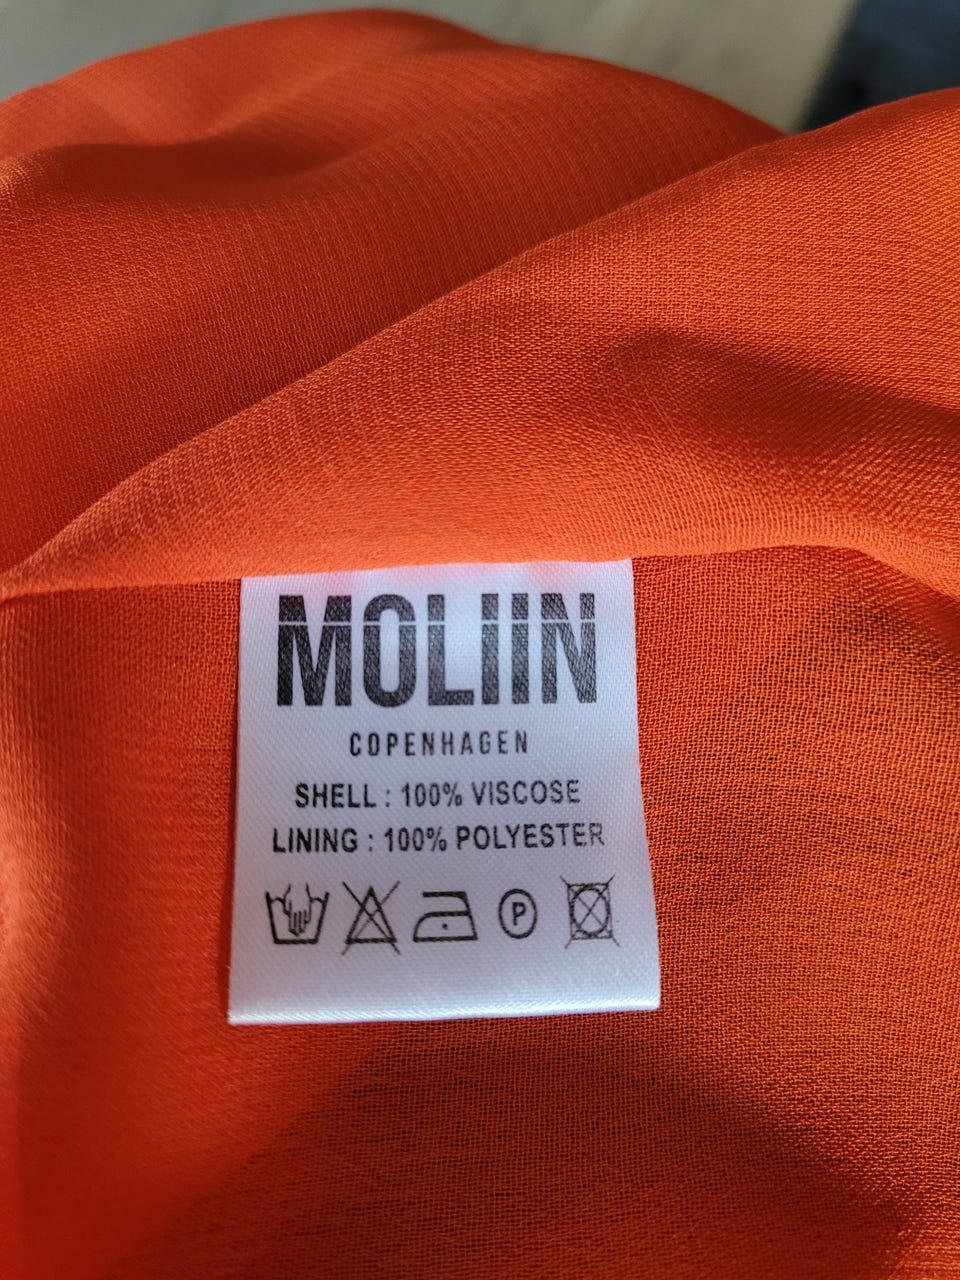 MOLIIN
COPENHAGEN
SHELL : 100% VISCOSE
LINING : 100% POLYESTER
P